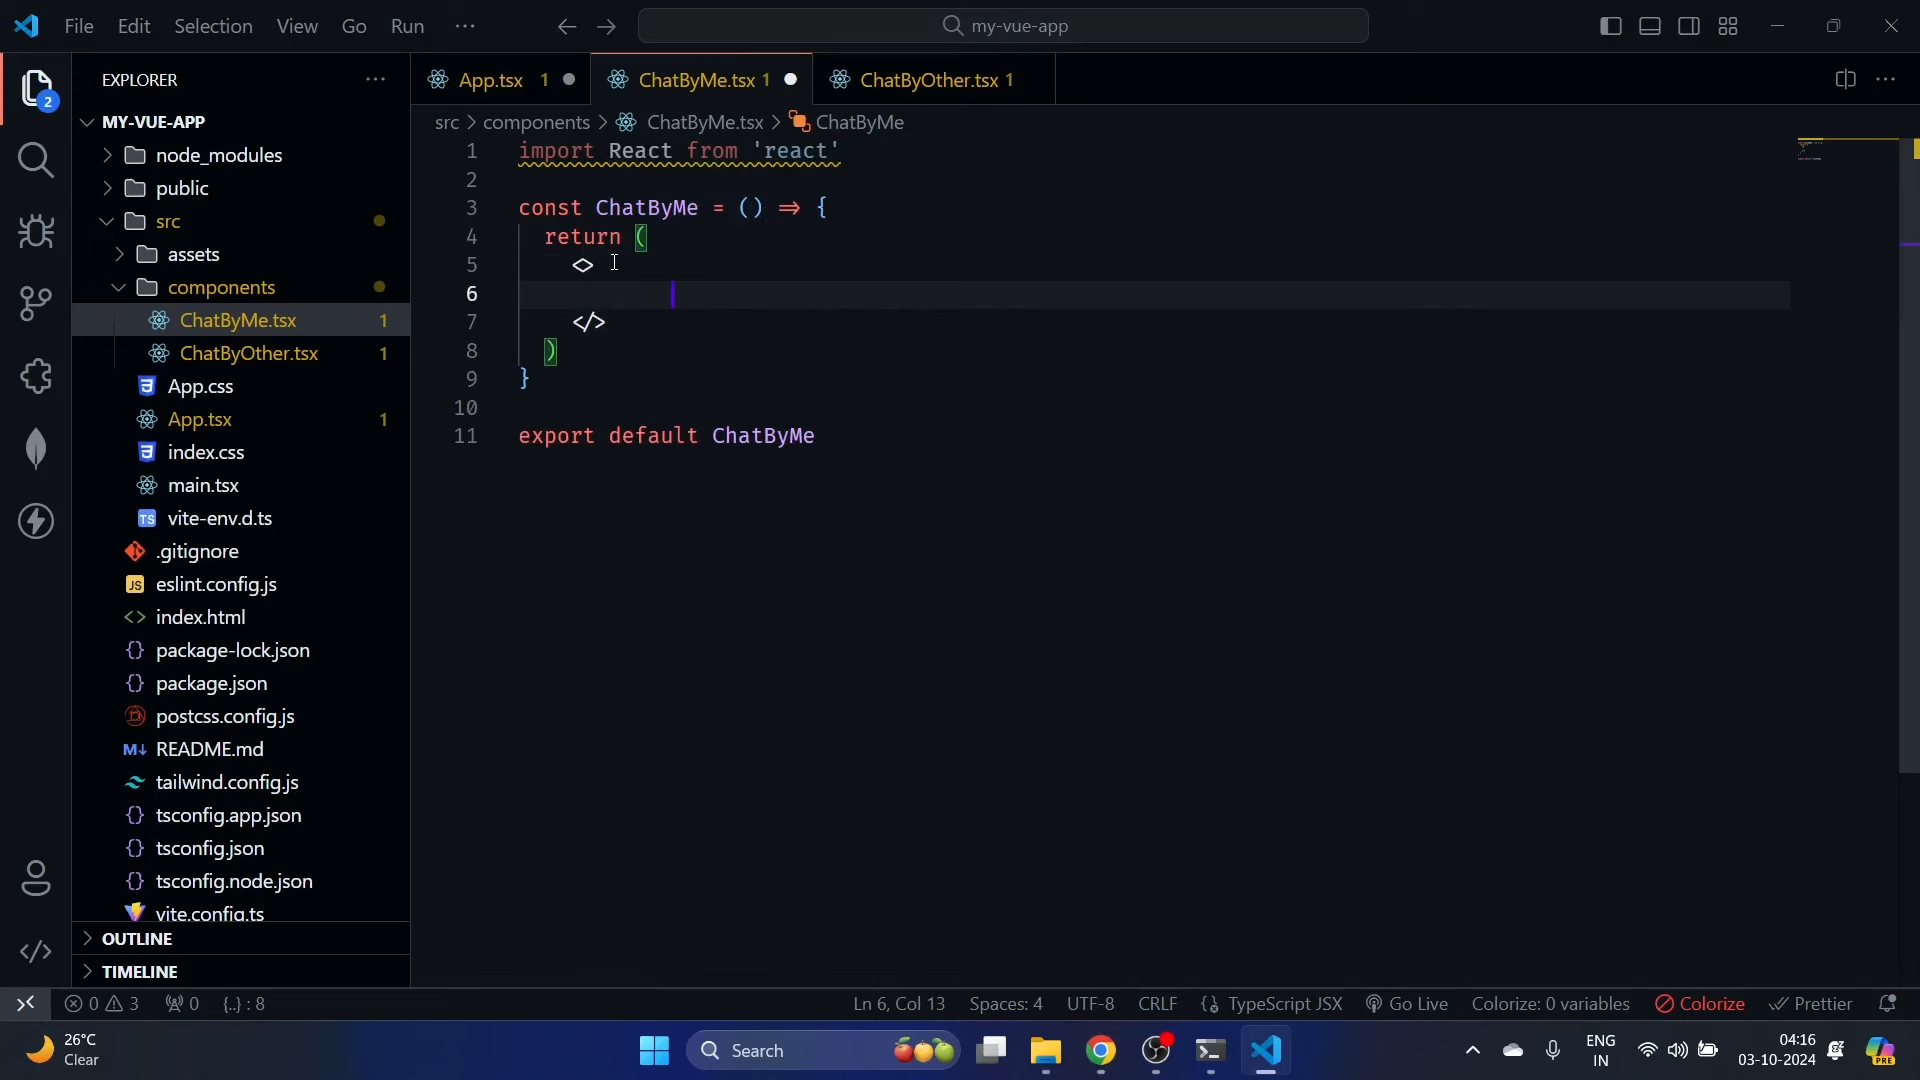 File Edit Selection View Go Run ··· my-vue-app
EXPLORER ···
App.tsx 1
ChatByMe.tsx 1
ChatByOther.tsx 1
2
MY-VUE-APP
node_modules
public
src
assets
components
ChatByMe.tsx 1
ChatByOther.tsx 1
App.css
App.tsx 1
index.css
main.tsx
TS vite-env.d.ts
.gitignore
JS eslint.config.js
<> index.html
{} package-lock.json
{} package.json
postcss.config.js
M↓ README.md
tailwind.config.js
{} tsconfig.app.json
{} tsconfig.json
{} tsconfig.node.json
vite.config.ts
OUTLINE
TIMELINE
src > components > ChatByMe.tsx > ChatByMe
1 import React from 'react'
2
3 const ChatByMe = () => {
4 return (
5 <>
6
7 </>
8 )
9 }
10
11 export default ChatByMe
0 3 0 {..} : 8 Ln 6, Col 13 Spaces: 4 UTF-8 CRLF TypeScript JSX Go Live Colorize: 0 variables Colorize Prettier
26°C
Clear
Search
PRE
ENG
IN
04:16
03-10-2024